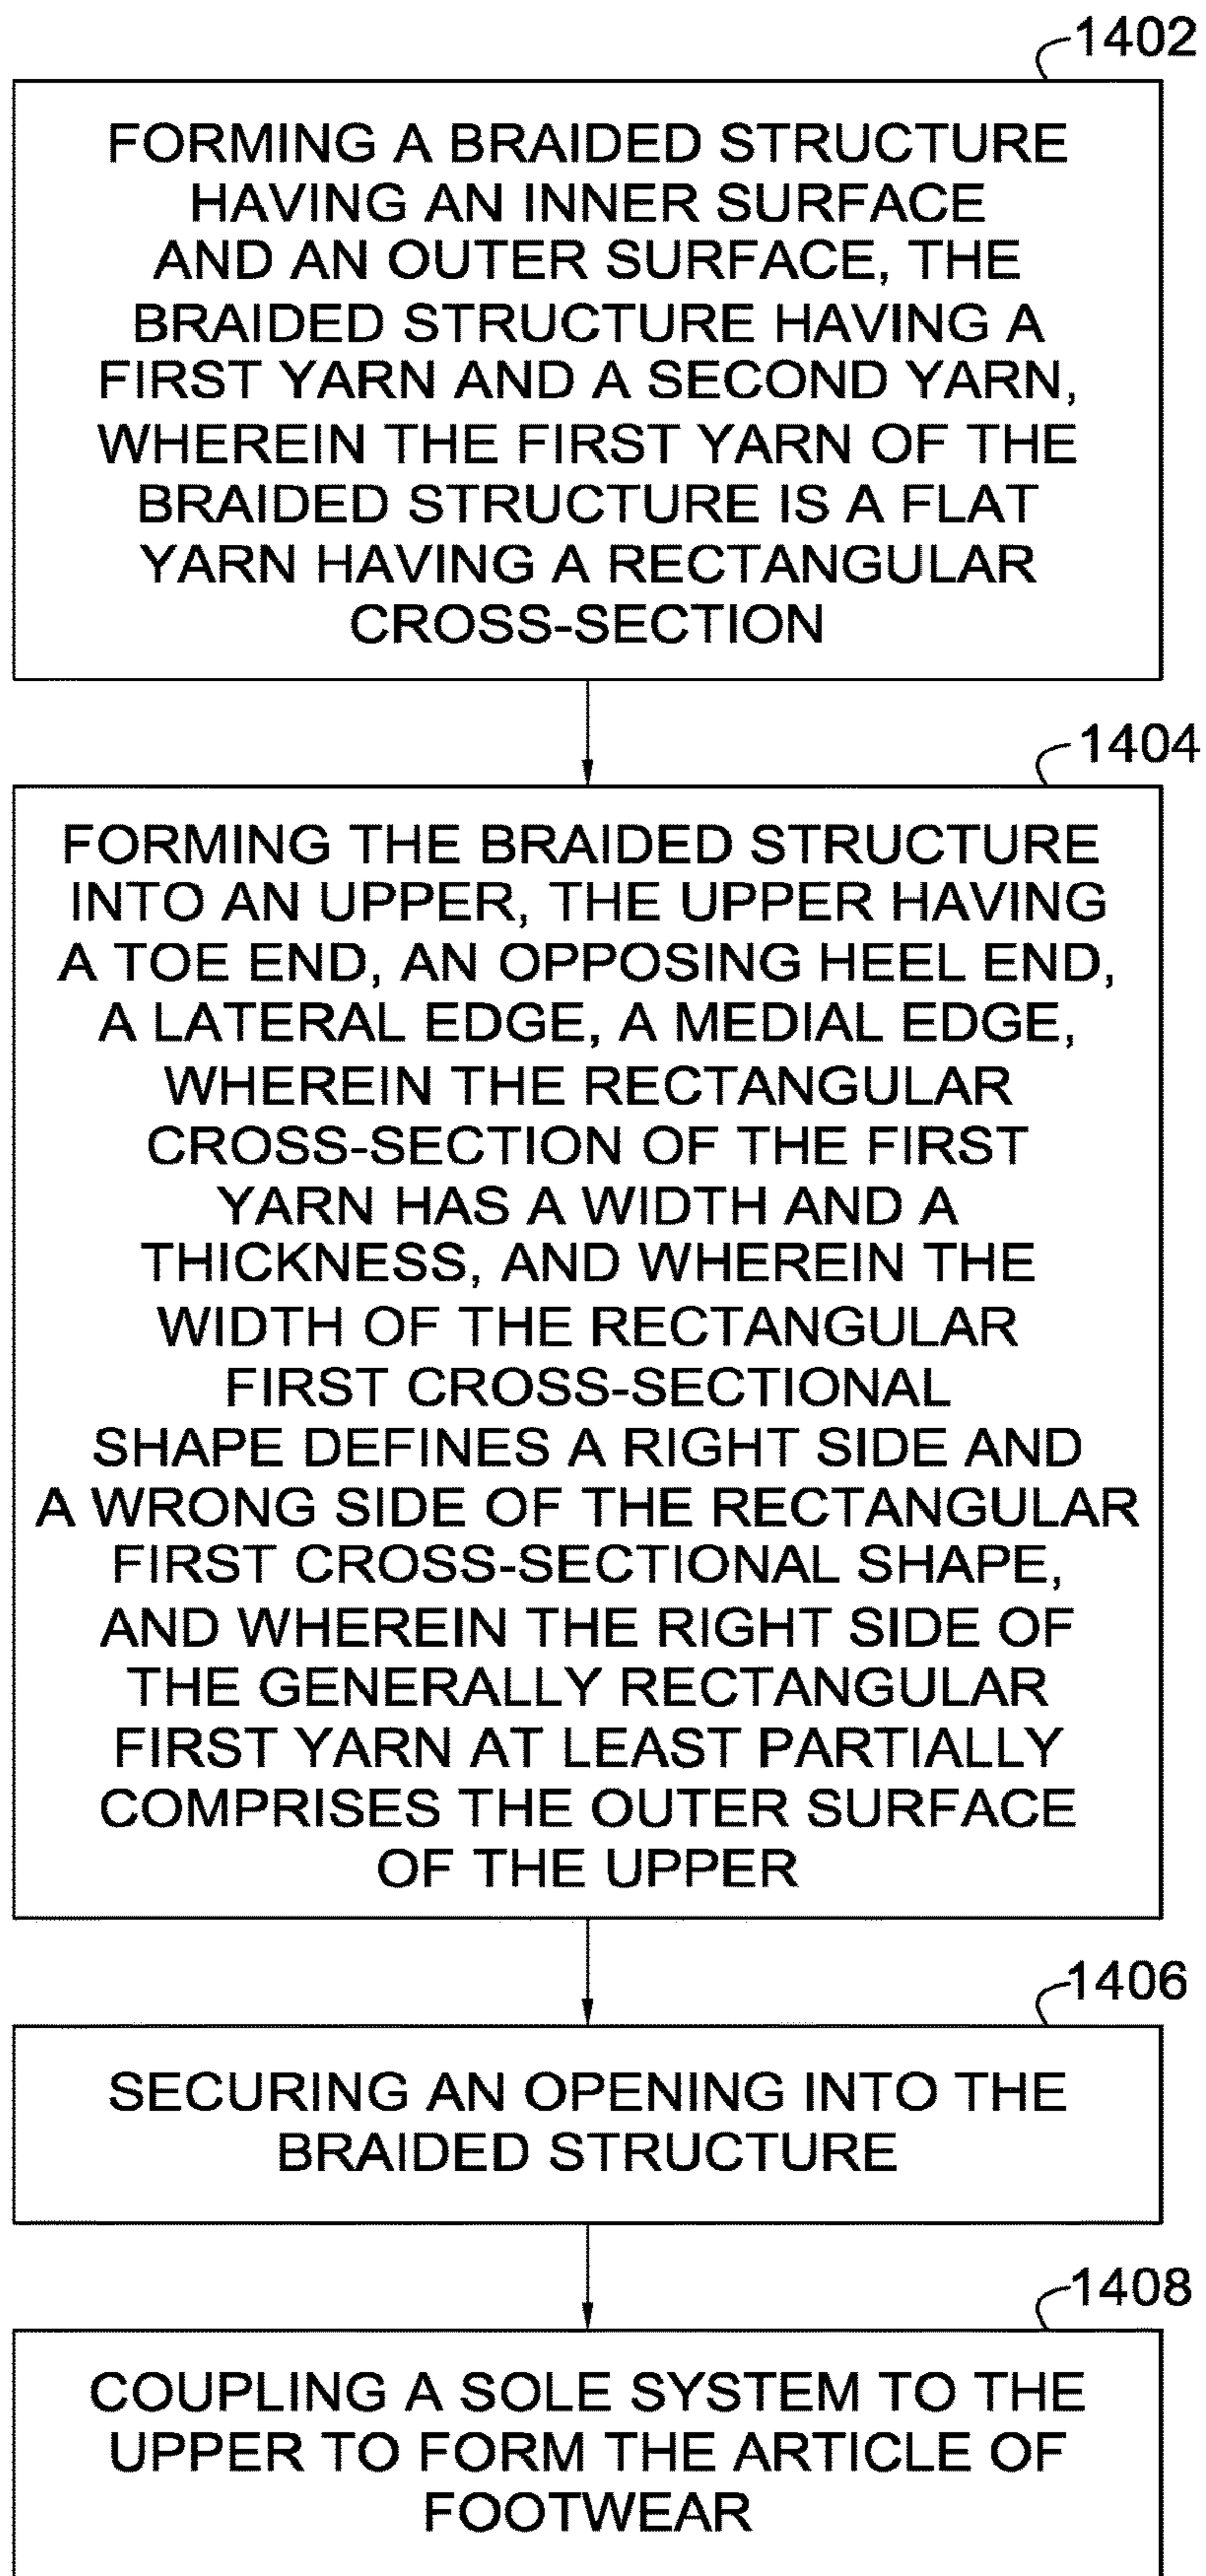 1402
FORMING A BRAIDED STRUCTURE
HAVING AN INNER SURFACE
AND AN OUTER SURFACE, THE
BRAIDED STRUCTURE HAVING A
FIRST YARN AND A SECOND YARN,
WHEREIN THE FIRST YARN OF THE
BRAIDED STRUCTURE IS A FLAT
YARN HAVING A RECTANGULAR
CROSS-SECTION
1404
FORMING THE BRAIDED STRUCTURE
INTO AN UPPER, THE UPPER HAVING
A TOE END, AN OPPOSING HEEL END,
A LATERAL EDGE, A MEDIAL EDGE,
WHEREIN THE RECTANGULAR
CROSS-SECTION OF THE FIRST
YARN HAS A WIDTH AND A
THICKNESS, AND WHEREIN THE
WIDTH OF THE RECTANGULAR
FIRST CROSS-SECTIONAL
SHAPE DEFINES A RIGHT SIDE AND
A WRONG SIDE OF THE RECTANGULAR
FIRST CROSS-SECTIONAL SHAPE,
AND WHEREIN THE RIGHT SIDE OF
THE GENERALLY RECTANGULAR
FIRST YARN AT LEAST PARTIALLY
COMPRISES THE OUTER SURFACE
OF THE UPPER
1406
SECURING AN OPENING INTO THE
BRAIDED STRUCTURE
1408
COUPLING A SOLE SYSTEM TO THE
UPPER TO FORM THE ARTICLE OF
FOOTWEAR